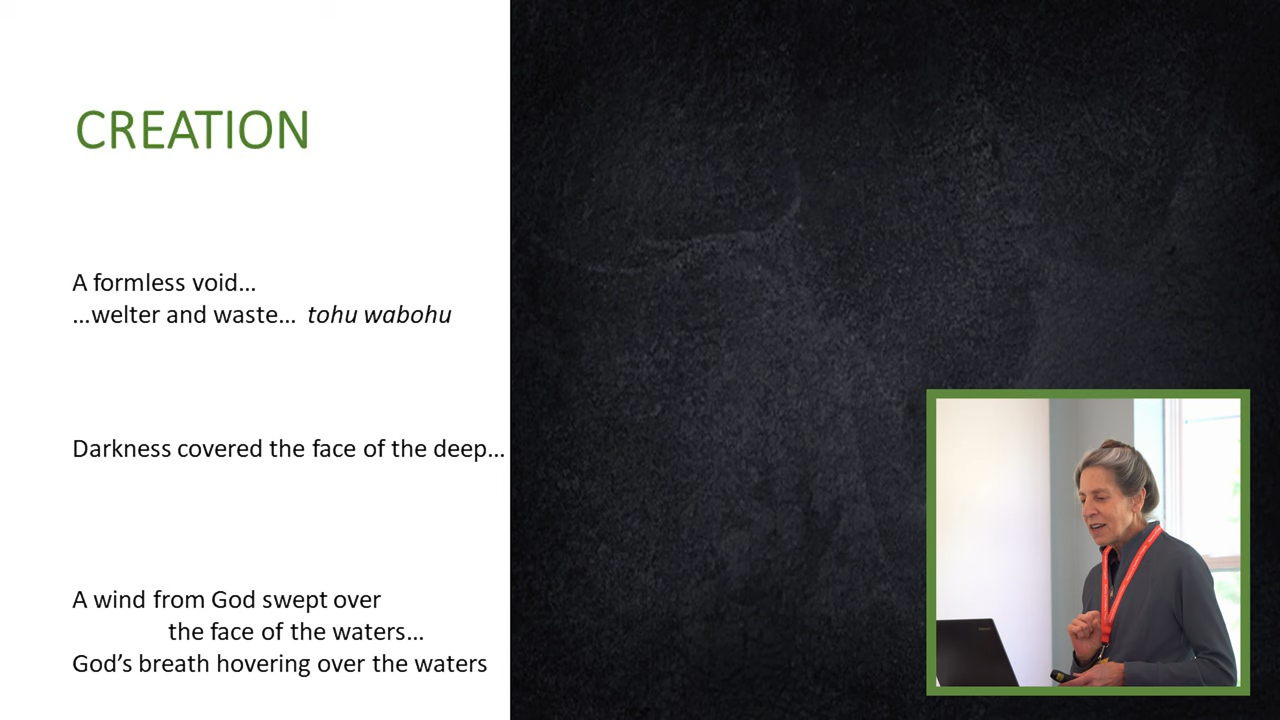 CREATION
A formless void…
…welter and waste… tohu wabohu
Darkness covered the face of the deep…
A wind from God swept over
the face of the waters…
God’s breath hovering over the waters